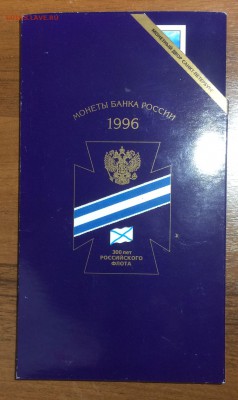 МОНЕТНЫЙ ДВОР САНКТ-ПЕТЕРБУРГ
МОНЕТЫ БАНКА РОССИИ
1996
300 ЛЕТ
РОССИЙСКОГО
ФЛОТА